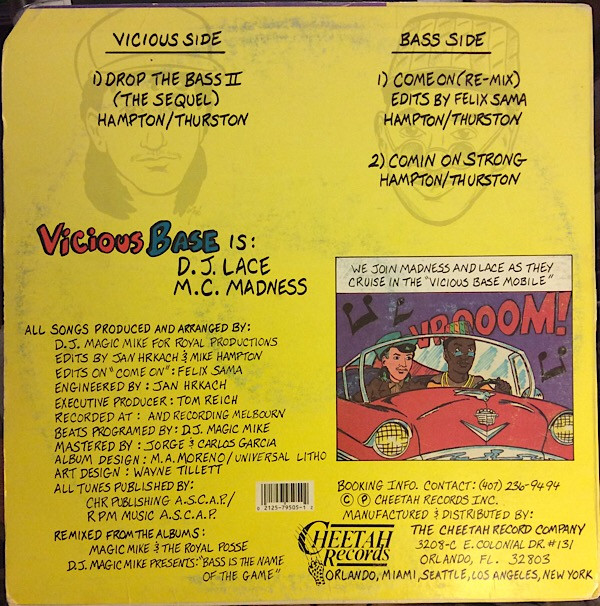 VICIOUS SIDE
1) DROP THE BASS II
(THE SEQUEL)
HAMPTON/THURSTON
BASS SIDE
1) COME ON (RE-MIX)
EDITS BY FELIX SAMA
HAMPTON/THURSTON
2) COMIN ON STRONG
HAMPTON/THURSTON
VICIOUS BASE IS:
D.J. LACE
M.C. MADNESS
WE JOIN MADNESS AND LACE AS THEY
CRUISE IN THE "VICIOUS BASE MOBILE"
VROOOM!
ALL SONGS PRODUCED AND ARRANGED BY:
D.J. MAGIC MIKE FOR ROYAL PRODUCTIONS
EDITS BY JAN HRKACH & MIKE HAMPTON
EDITS ON "COME ON": FELIX SAMA
ENGINEERED BY: JAN HRKACH
EXECUTIVE PRODUCER: TOM REICH
RECORDED AT: AND RECORDING MELBOURN
BEATS PROGRAMED BY: D.J. MAGIC MIKE
MASTERED BY: JORGE & CARLOS GARCIA
ALBUM DESIGN: M.A. MORENO/UNIVERSAL LITHO
ART DESIGN: WAYNE TILLETT
ALL TUNES PUBLISHED BY:
CHR PUBLISHING A.S.C.A.P./
RPM MUSIC A.S.C.A.P.
REMIXED FROM THE ALBUMS:
MAGIC MIKE & THE ROYAL POSSE
D.J. MAGIC MIKE PRESENTS: "BASS IS THE NAME
OF THE GAME"
0 2125-79505-1 2
BOOKING INFO. CONTACT: (407) 236-9494
© ℗ CHEETAH RECORDS INC.
MANUFACTURED & DISTRIBUTED BY:
CHEETAH
Records
THE CHEETAH RECORD COMPANY
3208-C E. COLONIAL DR. #131
ORLANDO, FL. 32803
ORLANDO, MIAMI, SEATTLE, LOS ANGELES, NEW YORK